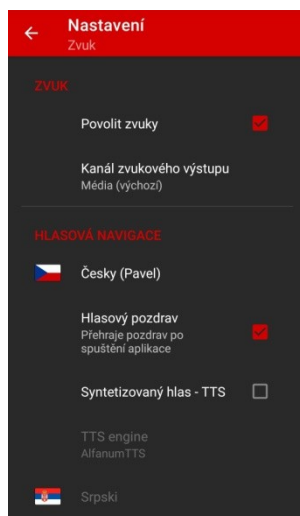 Nastavení
Zvuk
ZVUK
Povolit zvuky
Kanál zvukového výstupu
Média (výchozí)
HLASOVÁ NAVIGACE
Česky (Pavel)
Hlasový pozdrav
Přehraje pozdrav po
spuštění aplikace
Syntetizovaný hlas - TTS
TTS engine
AlfanumTTS
Srpski